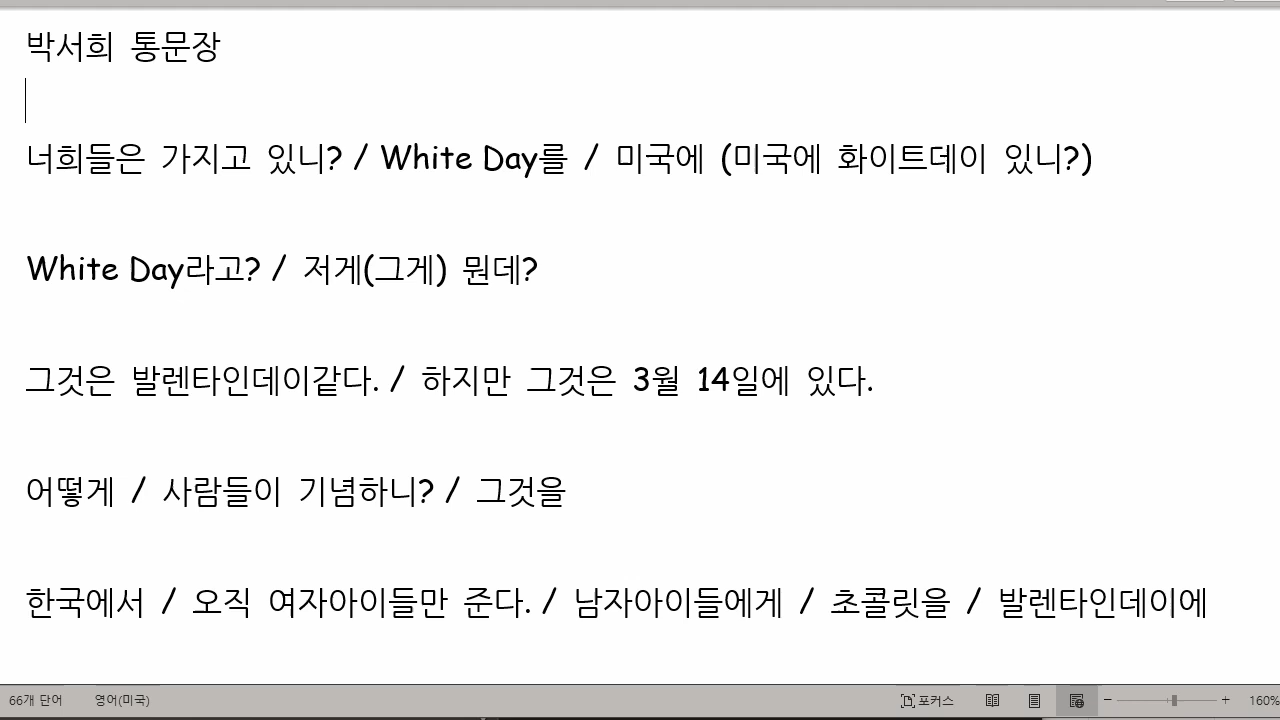 박서희 통문장
너희들은 가지고 있니? / White Day를 / 미국에 (미국에 화이트데이 있니?)
White Day라고? / 저게(그게) 뭔데?
그것은 발렌타인데이같다. / 하지만 그것은 3월 14일에 있다.
어떻게 / 사람들이 기념하니? / 그것을
한국에서 / 오직 여자아이들만 준다. / 남자아이들에게 / 초콜릿을 / 발렌타인데이에
66개 단어 영어(미국) 포커스 160%